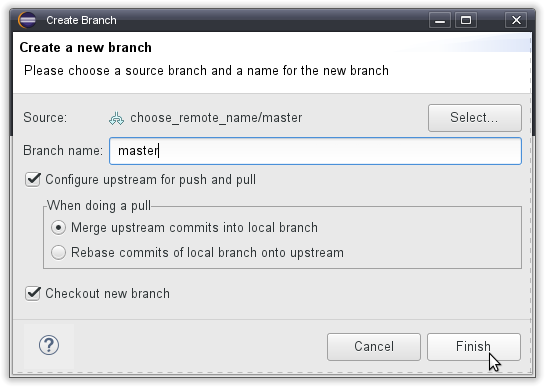 Create Branch
Create a new branch
Please choose a source branch and a name for the new branch
Source: choose_remote_name/master Select...
Branch name: master
Configure upstream for push and pull
When doing a pull
Merge upstream commits into local branch
Rebase commits of local branch onto upstream
Checkout new branch
? Cancel Finish